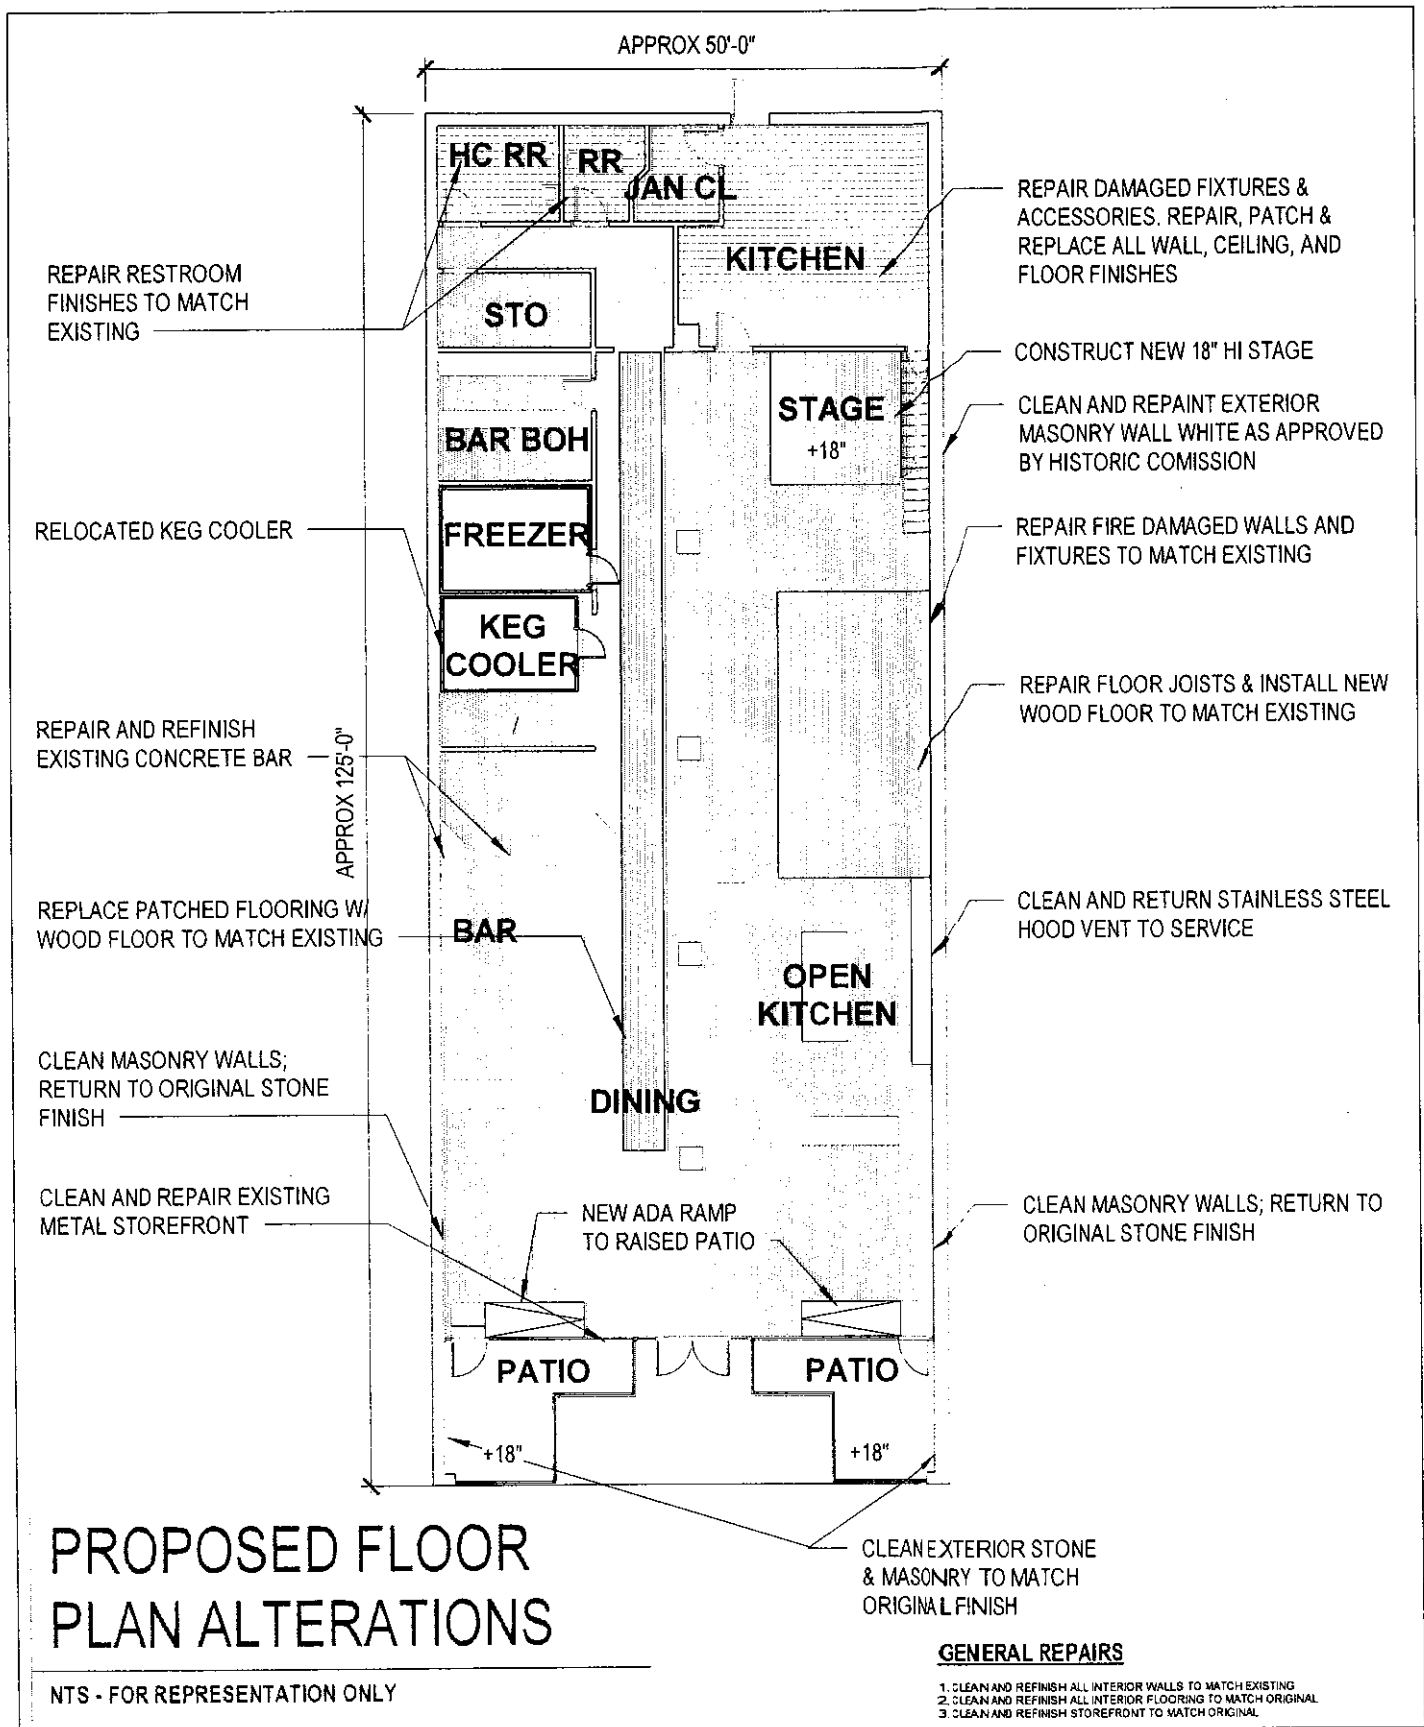 APPROX 50'-0"
HC RR
RR
JAN CL
KITCHEN
REPAIR DAMAGED FIXTURES &
ACCESSORIES. REPAIR, PATCH &
REPLACE ALL WALL, CEILING, AND
FLOOR FINISHES
REPAIR RESTROOM
FINISHES TO MATCH
EXISTING
STO
CONSTRUCT NEW 18" HI STAGE
STAGE
+18"
CLEAN AND REPAINT EXTERIOR
MASONRY WALL WHITE AS APPROVED
BY HISTORIC COMISSION
BAR BOH
RELOCATED KEG COOLER
FREEZER
REPAIR FIRE DAMAGED WALLS AND
FIXTURES TO MATCH EXISTING
KEG
COOLER
REPAIR FLOOR JOISTS & INSTALL NEW
WOOD FLOOR TO MATCH EXISTING
REPAIR AND REFINISH
EXISTING CONCRETE BAR
APPROX 125'-0"
REPLACE PATCHED FLOORING W/
WOOD FLOOR TO MATCH EXISTING
BAR
CLEAN AND RETURN STAINLESS STEEL
HOOD VENT TO SERVICE
OPEN
KITCHEN
CLEAN MASONRY WALLS;
RETURN TO ORIGINAL STONE
FINISH
DINING
CLEAN AND REPAIR EXISTING
METAL STOREFRONT
NEW ADA RAMP
TO RAISED PATIO
CLEAN MASONRY WALLS; RETURN TO
ORIGINAL STONE FINISH
PATIO
PATIO
+18"
+18"
CLEAN EXTERIOR STONE
& MASONRY TO MATCH
ORIGINAL FINISH
PROPOSED FLOOR
PLAN ALTERATIONS
NTS - FOR REPRESENTATION ONLY
GENERAL REPAIRS
1. CLEAN AND REFINISH ALL INTERIOR WALLS TO MATCH EXISTING
2. CLEAN AND REFINISH ALL INTERIOR FLOORING TO MATCH ORIGINAL
3. CLEAN AND REFINISH STOREFRONT TO MATCH ORIGINAL